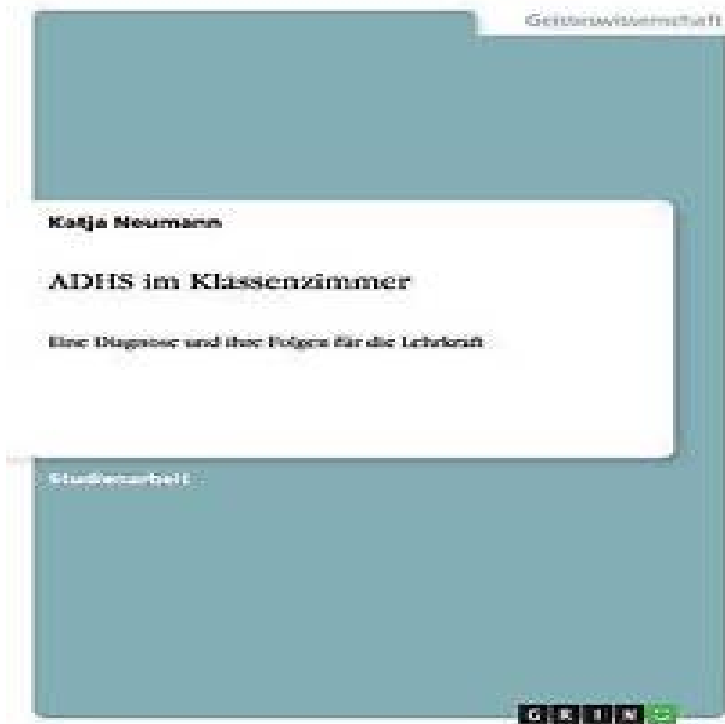 Geisteswissenschaft
Katja Neumann
ADHS im Klassenzimmer
Eine Diagnose und ihre Folgen für die Lehrkraft
Studienarbeit
GRIN